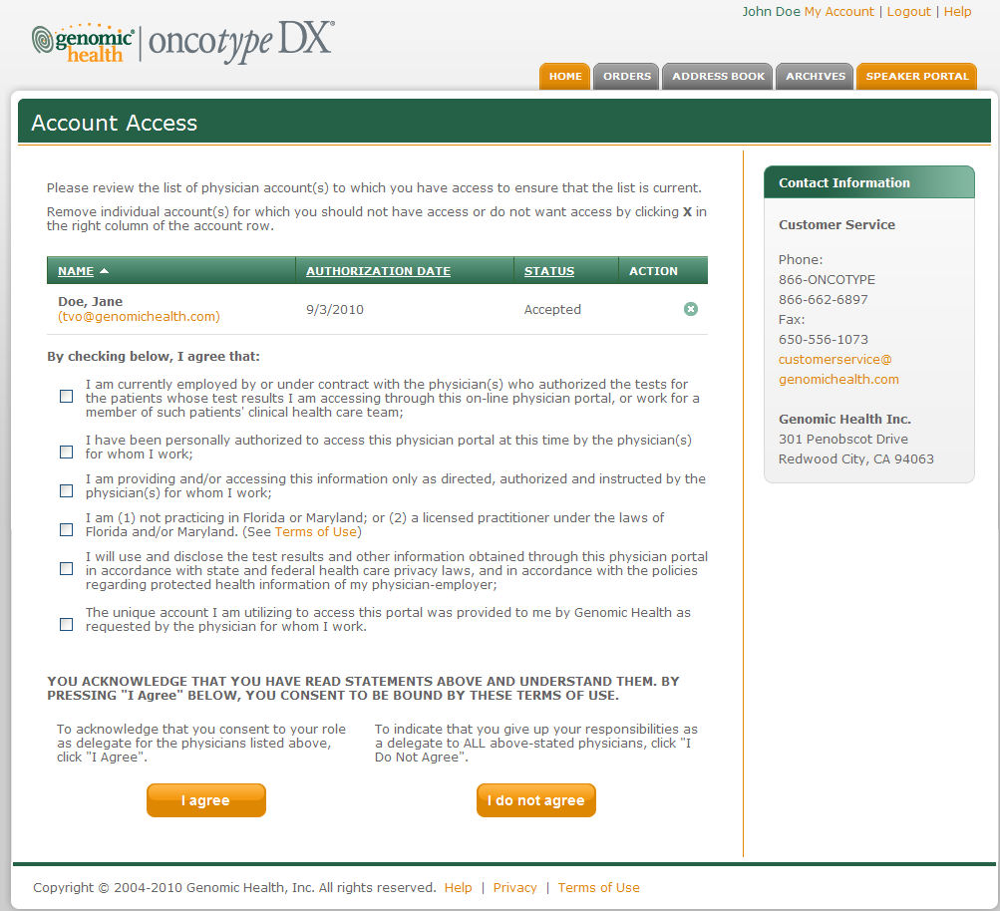 John Doe My Account | Logout | Help
genomic health | oncotype DX®
HOME ORDERS ADDRESS BOOK ARCHIVES SPEAKER PORTAL
Account Access
Please review the list of physician account(s) to which you have access to ensure that the list is current.
Remove individual account(s) for which you should not have access or do not want access by clicking X in
the right column of the account row.
NAME AUTHORIZATION DATE STATUS ACTION
Doe, Jane
(tvo@genomichealth.com)
9/3/2010 Accepted
By checking below, I agree that:
I am currently employed by or under contract with the physician(s) who authorized the tests for
the patients whose test results I am accessing through this on-line physician portal, or work for a
member of such patients' clinical health care team;
I have been personally authorized to access this physician portal at this time by the physician(s)
for whom I work;
I am providing and/or accessing this information only as directed, authorized and instructed by the
physician(s) for whom I work;
I am (1) not practicing in Florida or Maryland; or (2) a licensed practitioner under the laws of
Florida and/or Maryland. (See Terms of Use)
I will use and disclose the test results and other information obtained through this physician portal
in accordance with state and federal health care privacy laws, and in accordance with the policies
regarding protected health information of my physician-employer;
The unique account I am utilizing to access this portal was provided to me by Genomic Health as
requested by the physician for whom I work.
YOU ACKNOWLEDGE THAT YOU HAVE READ STATEMENTS ABOVE AND UNDERSTAND THEM. BY
PRESSING "I Agree" BELOW, YOU CONSENT TO BE BOUND BY THESE TERMS OF USE.
To acknowledge that you consent to your role
as delegate for the physicians listed above,
click "I Agree".
I agree
To indicate that you give up your responsibilities as
a delegate to ALL above-stated physicians, click "I
Do Not Agree".
I do not agree
Contact Information
Customer Service
Phone:
866-ONCOTYPE
866-662-6897
Fax:
650-556-1073
customerservice@
genomichealth.com
Genomic Health Inc.
301 Penobscot Drive
Redwood City, CA 94063
Copyright © 2004-2010 Genomic Health, Inc. All rights reserved. Help | Privacy | Terms of Use